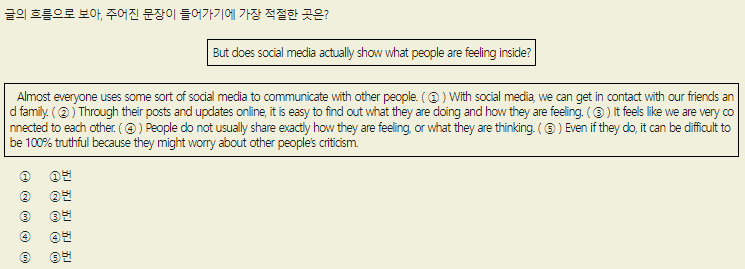 글의 흐름으로 보아, 주어진 문장이 들어가기에 가장 적절한 곳은?
But does social media actually show what people are feeling inside?
Almost everyone uses some sort of social media to communicate with other people. ( ① ) With social media, we can get in contact with our friends an
d family. ( ② ) Through their posts and updates online, it is easy to find out what they are doing and how they are feeling. ( ③ ) It feels like we are very co
nnected to each other. ( ④ ) People do not usually share exactly how they are feeling, or what they are thinking. ( ⑤ ) Even if they do, it can be difficult to
be 100% truthful because they might worry about other people's criticism.
① ①번
② ②번
③ ③번
④ ④번
⑤ ⑤번